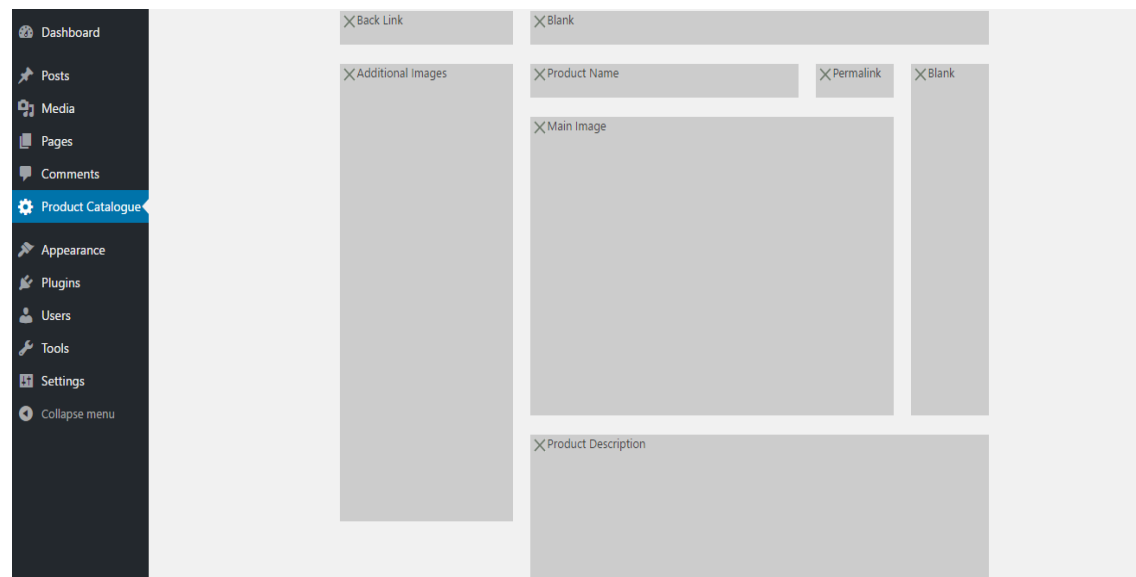 Dashboard
Posts
Media
Pages
Comments
Product Catalogue
Appearance
Plugins
Users
Tools
Settings
Collapse menu
Back Link
Blank
Additional Images
Product Name
Permalink
Blank
Main Image
Product Description